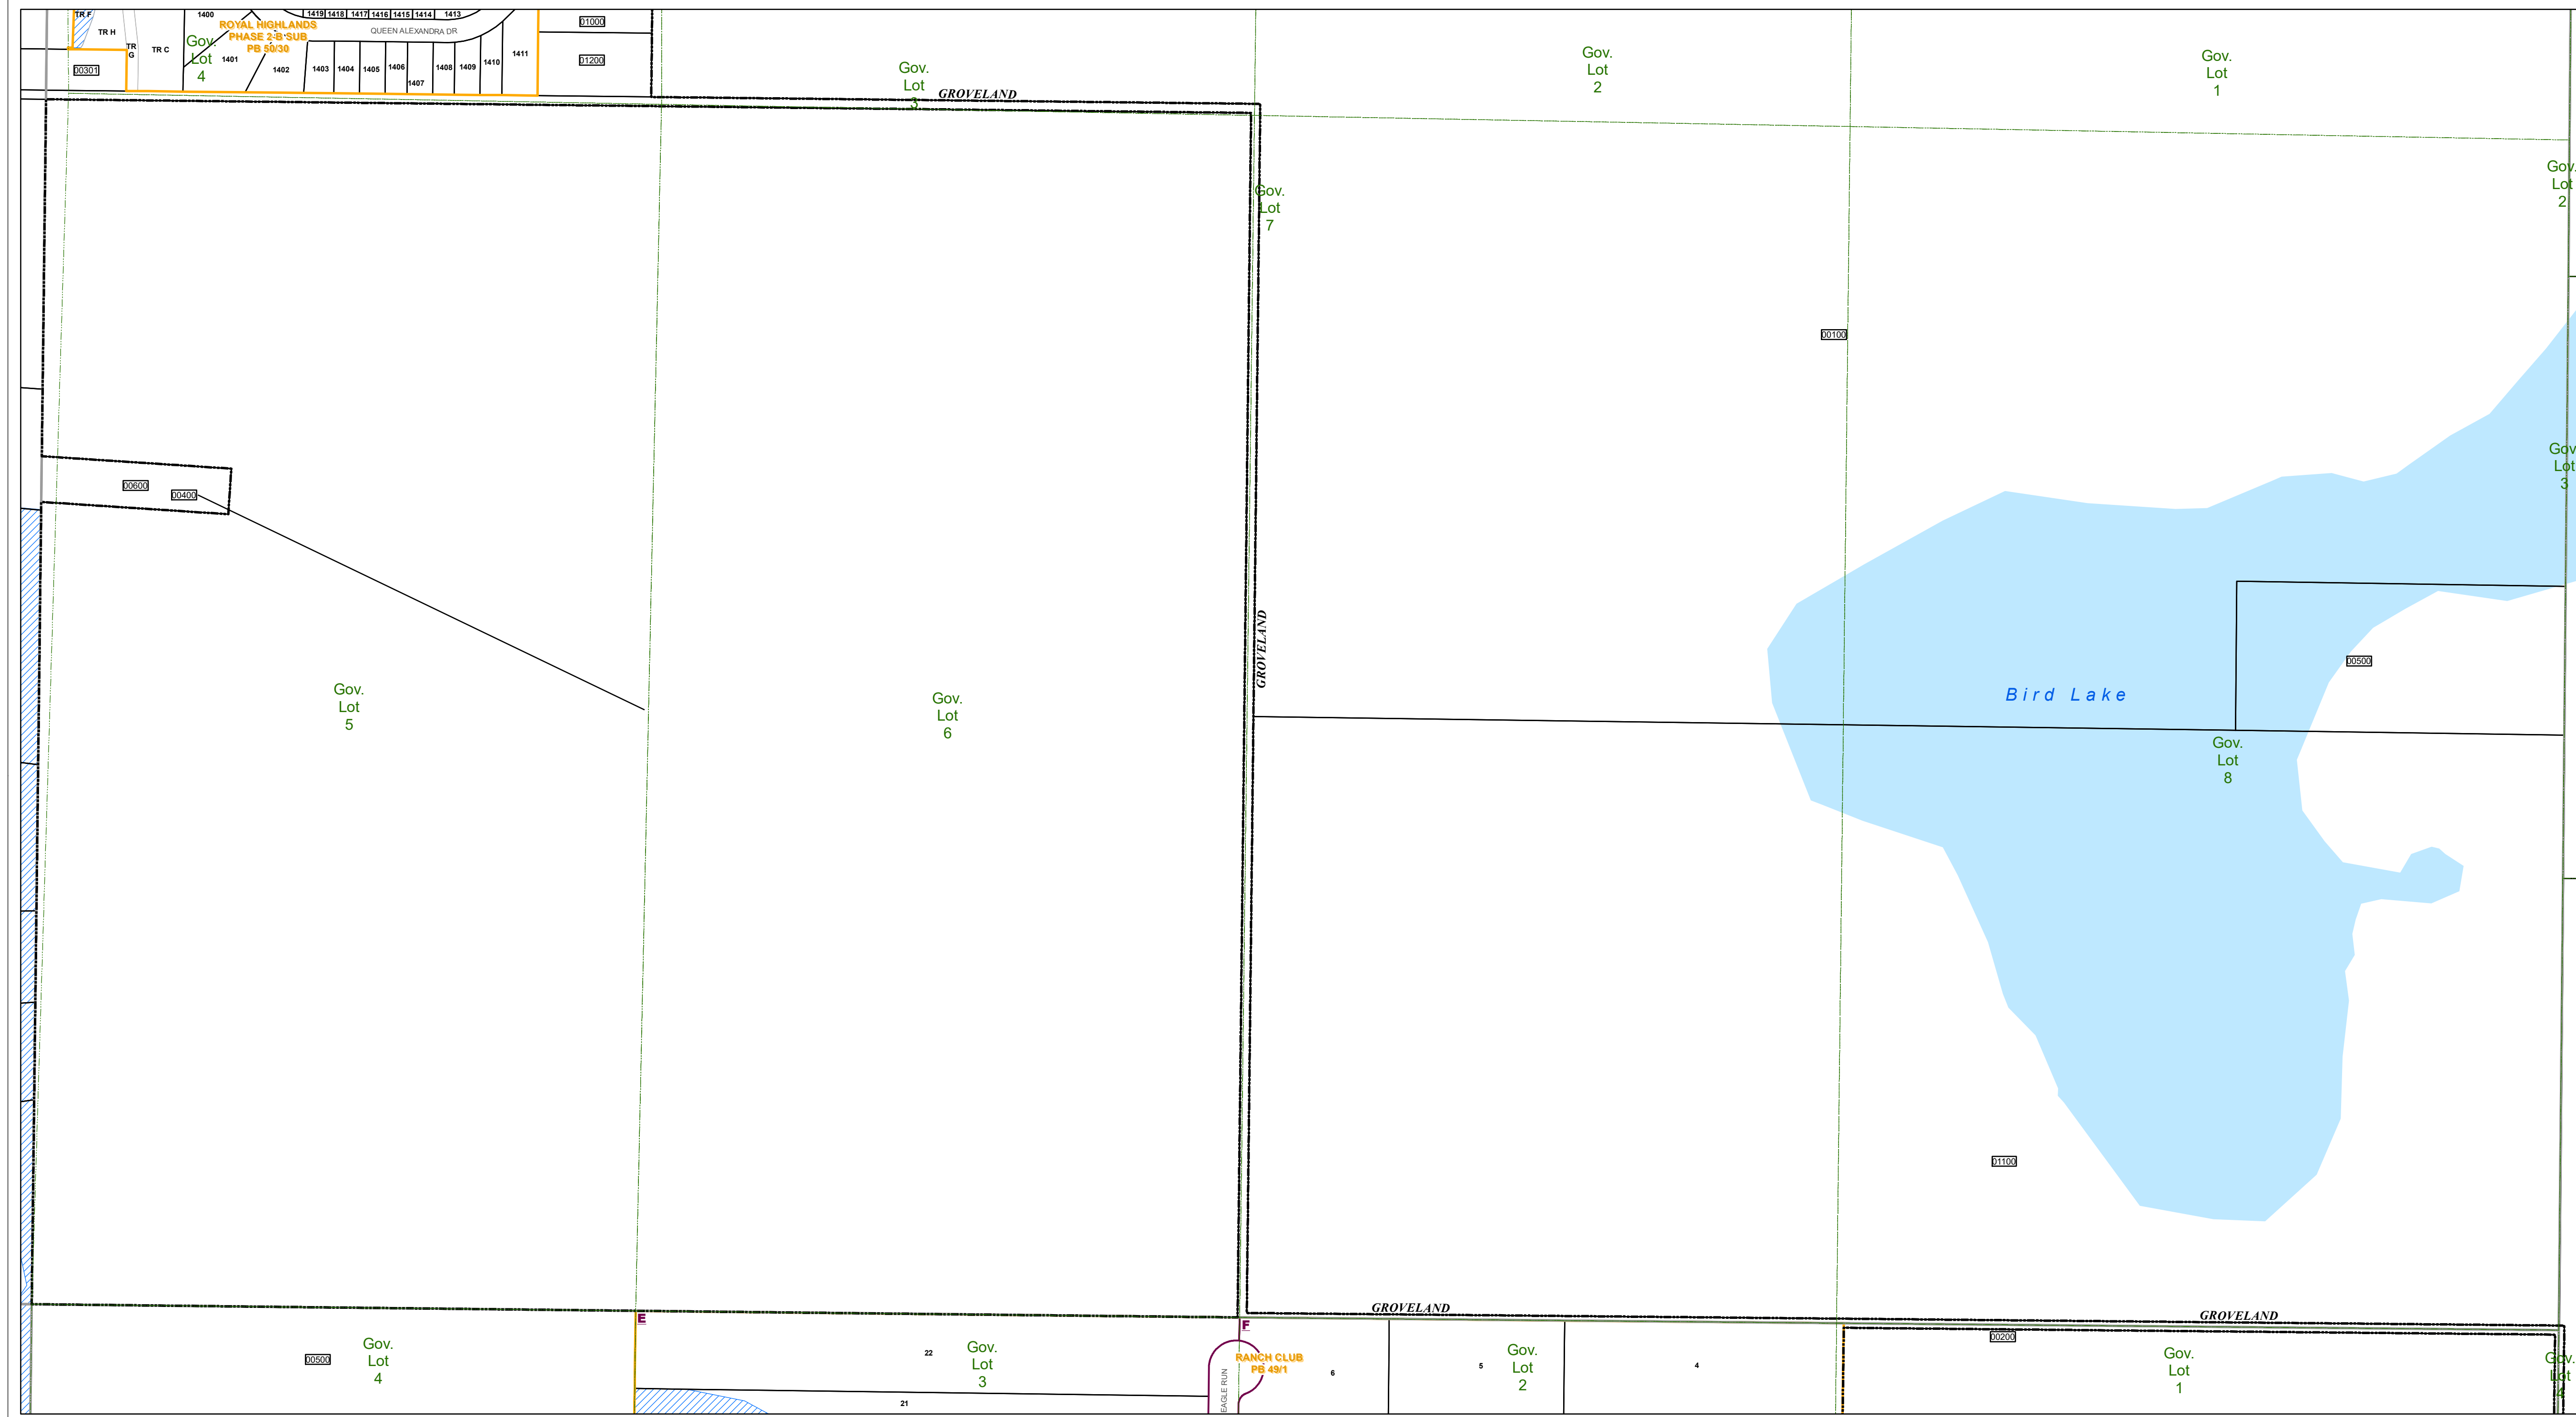 TR F
TR H
TR
G
TR C
1400
1419
1418
1417
1416
1415
1414
1413
QUEEN ALEXANDRA DR
ROYAL HIGHLANDS
PHASE 2-B SUB
PB 50/30
Gov.
Lot
4
1401
1402
1403
1404
1405
1406
1407
1408
1409
1410
1411
00301
01000
01200
Gov.
Lot
3
GROVELAND
Gov.
Lot
2
Gov.
Lot
1
Gov.
Lot
2
Gov.
Lot
7
00100
Gov.
Lot
3
00600
00400
GROVELAND
Gov.
Lot
5
Gov.
Lot
6
Bird Lake
00500
Gov.
Lot
8
01100
GROVELAND
GROVELAND
E
F
00500
Gov.
Lot
4
22
21
Gov.
Lot
3
EAGLE RUN
RANCH CLUB
PB 49/1
6
5
Gov.
Lot
2
4
00200
Gov.
Lot
1
Gov.
Lot
4